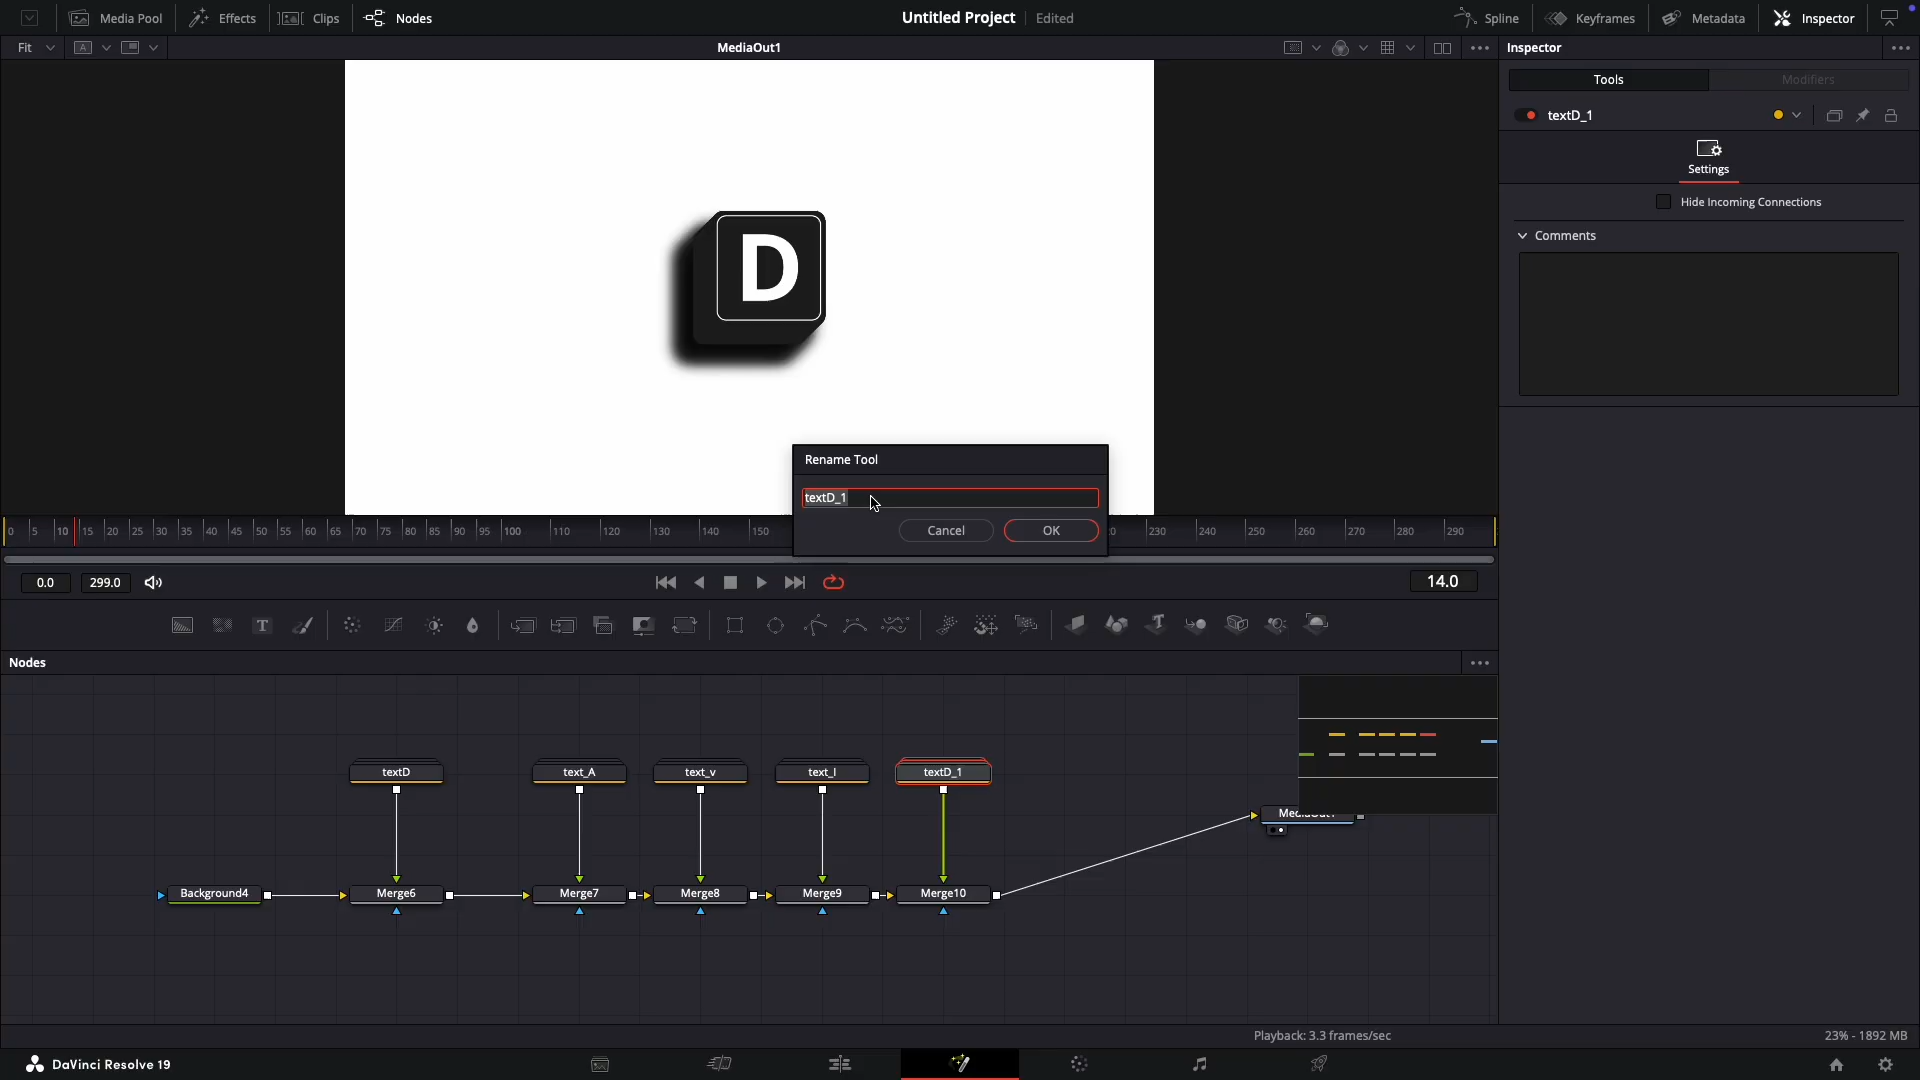 Media Pool
Effects
Clips
Nodes
Untitled Project
Edited
Spline
Keyframes
Metadata
Inspector
Fit
A
MediaOut1
Inspector
Tools
Modifiers
textD_1
Settings
Hide Incoming Connections
Comments
D
Rename Tool
textD_1
Cancel
OK
0 5 10 15 20 25 30 35 40 45 50 55 60 65 70 75 80 85 90 95 100 110 120 130 140 150 230 240 250 260 270 280 290
0.0
299.0
14.0
T
Nodes
textD
text_A
text_v
text_I
textD_1
Background4
Merge6
Merge7
Merge8
Merge9
Merge10
Playback: 3.3 frames/sec
23% - 1892 MB
DaVinci Resolve 19